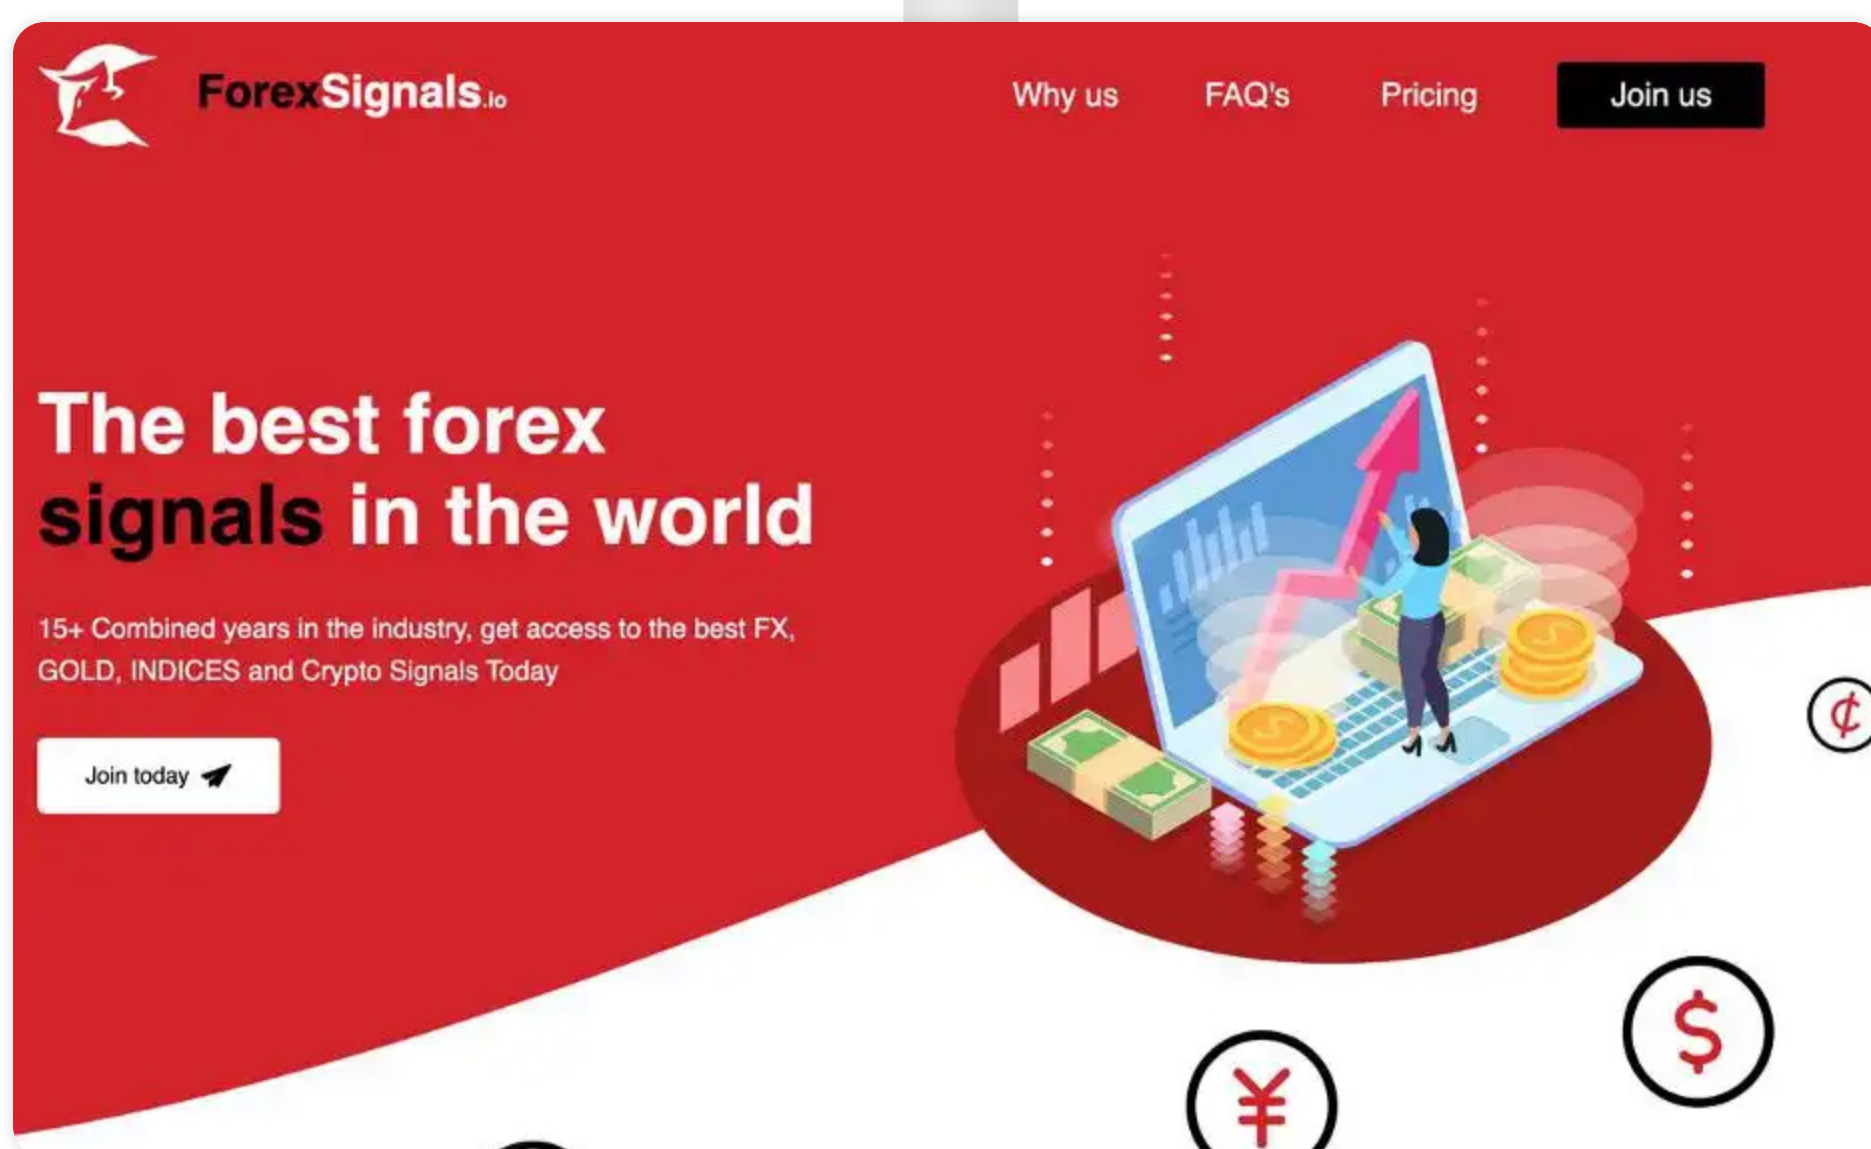 ForexSignals.io
Why us
FAQ's
Pricing
Join us
The best forex
signals in the world
15+ Combined years in the industry, get access to the best FX,
GOLD, INDICES and Crypto Signals Today
Join today
¢
$
¥